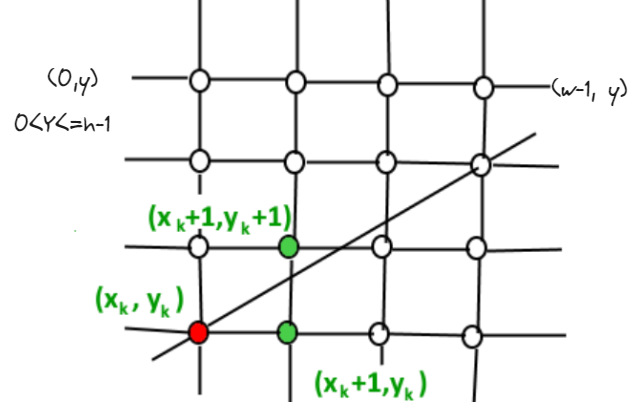 (0,y)
(w-1, y)
0<Y<=h-1
(xk+1,yk+1)
(xk, yk)
(xk+1,yk)